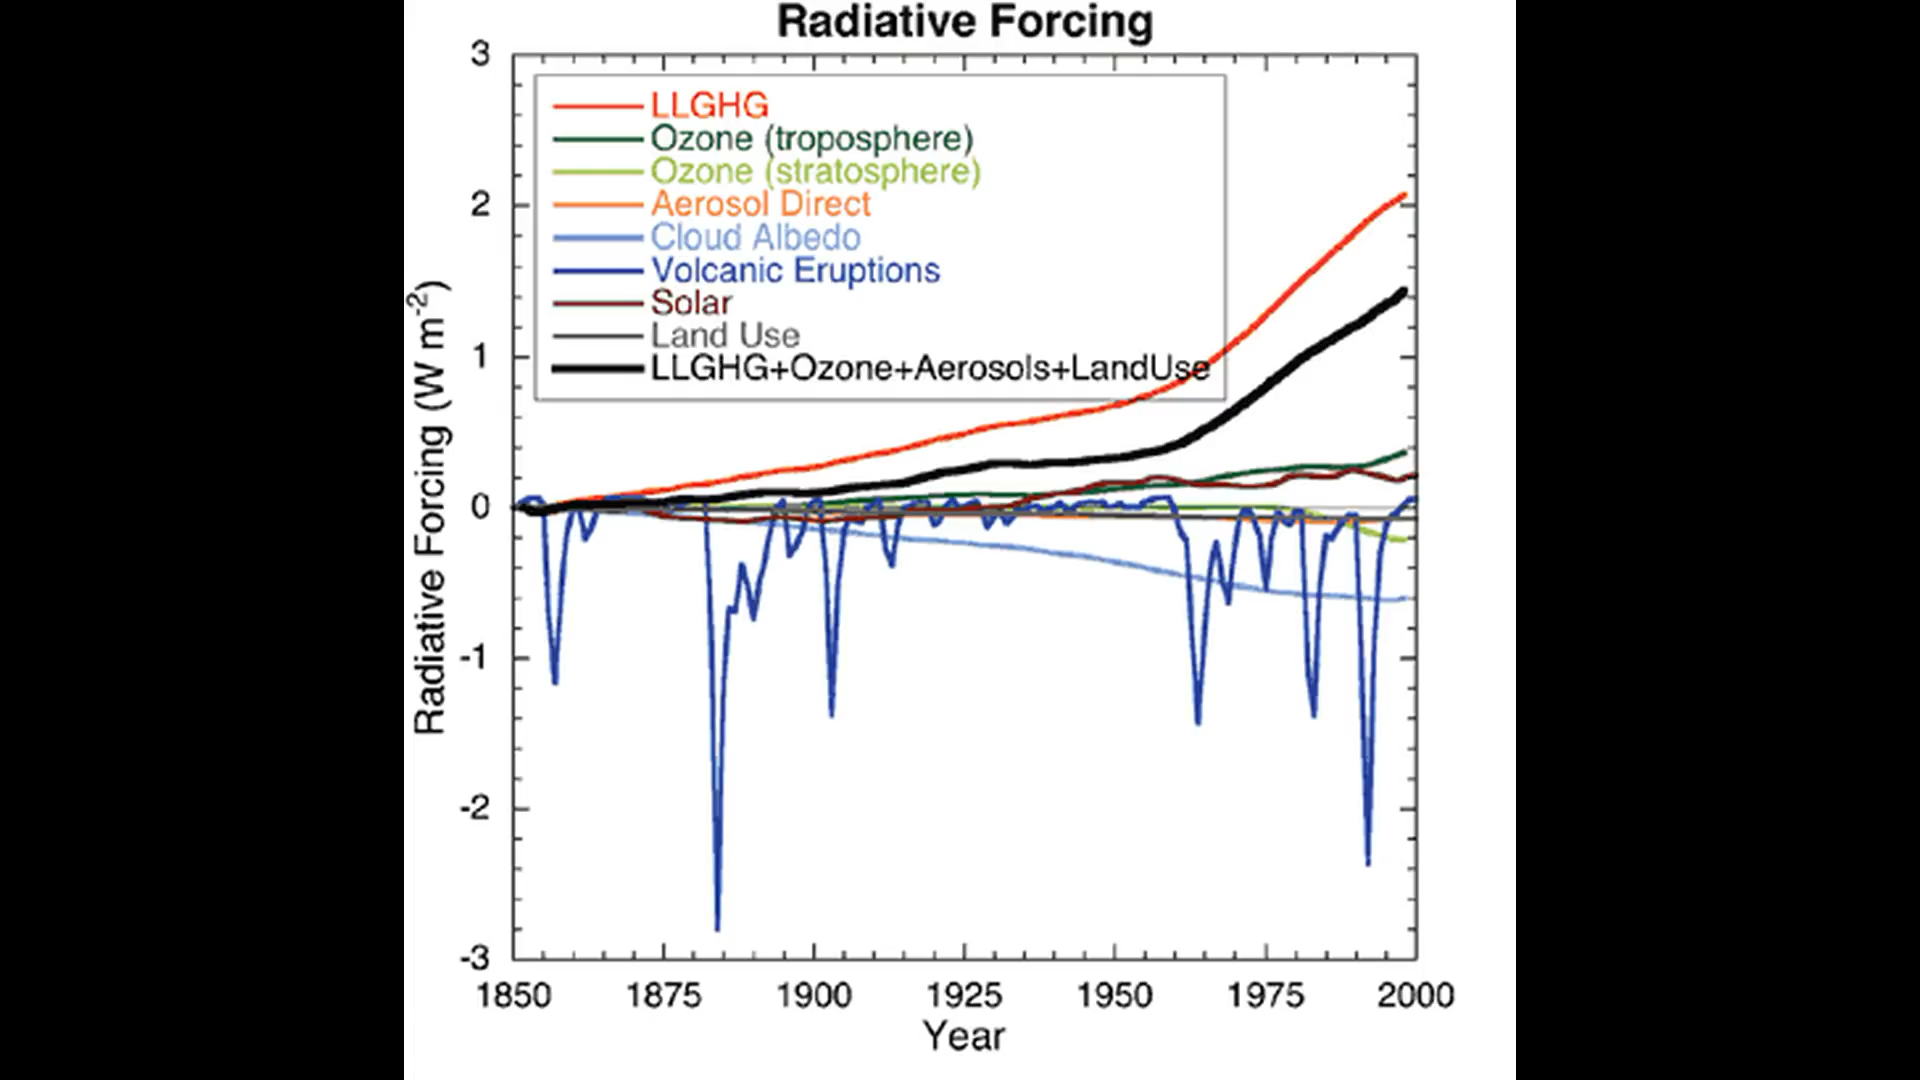 Radiative Forcing
3
LLGHG
Ozone (troposphere)
Ozone (stratosphere)
2
Aerosol Direct
Cloud Albedo
Volcanic Eruptions
Solar
Land Use
1
LLGHG+Ozone+Aerosols+LandUse
Radiative Forcing (W m⁻²)
0
-1
-2
-3
1850 1875 1900 1925 1950 1975 2000
Year